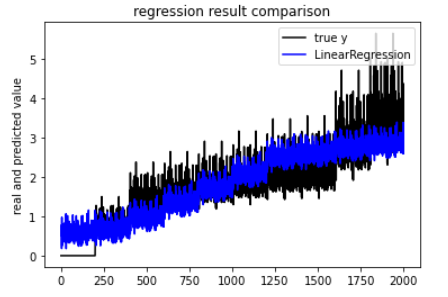 regression result comparison
true y
LinearRegression
real and predicted value
5
4
3
2
1
0
0 250 500 750 1000 1250 1500 1750 2000